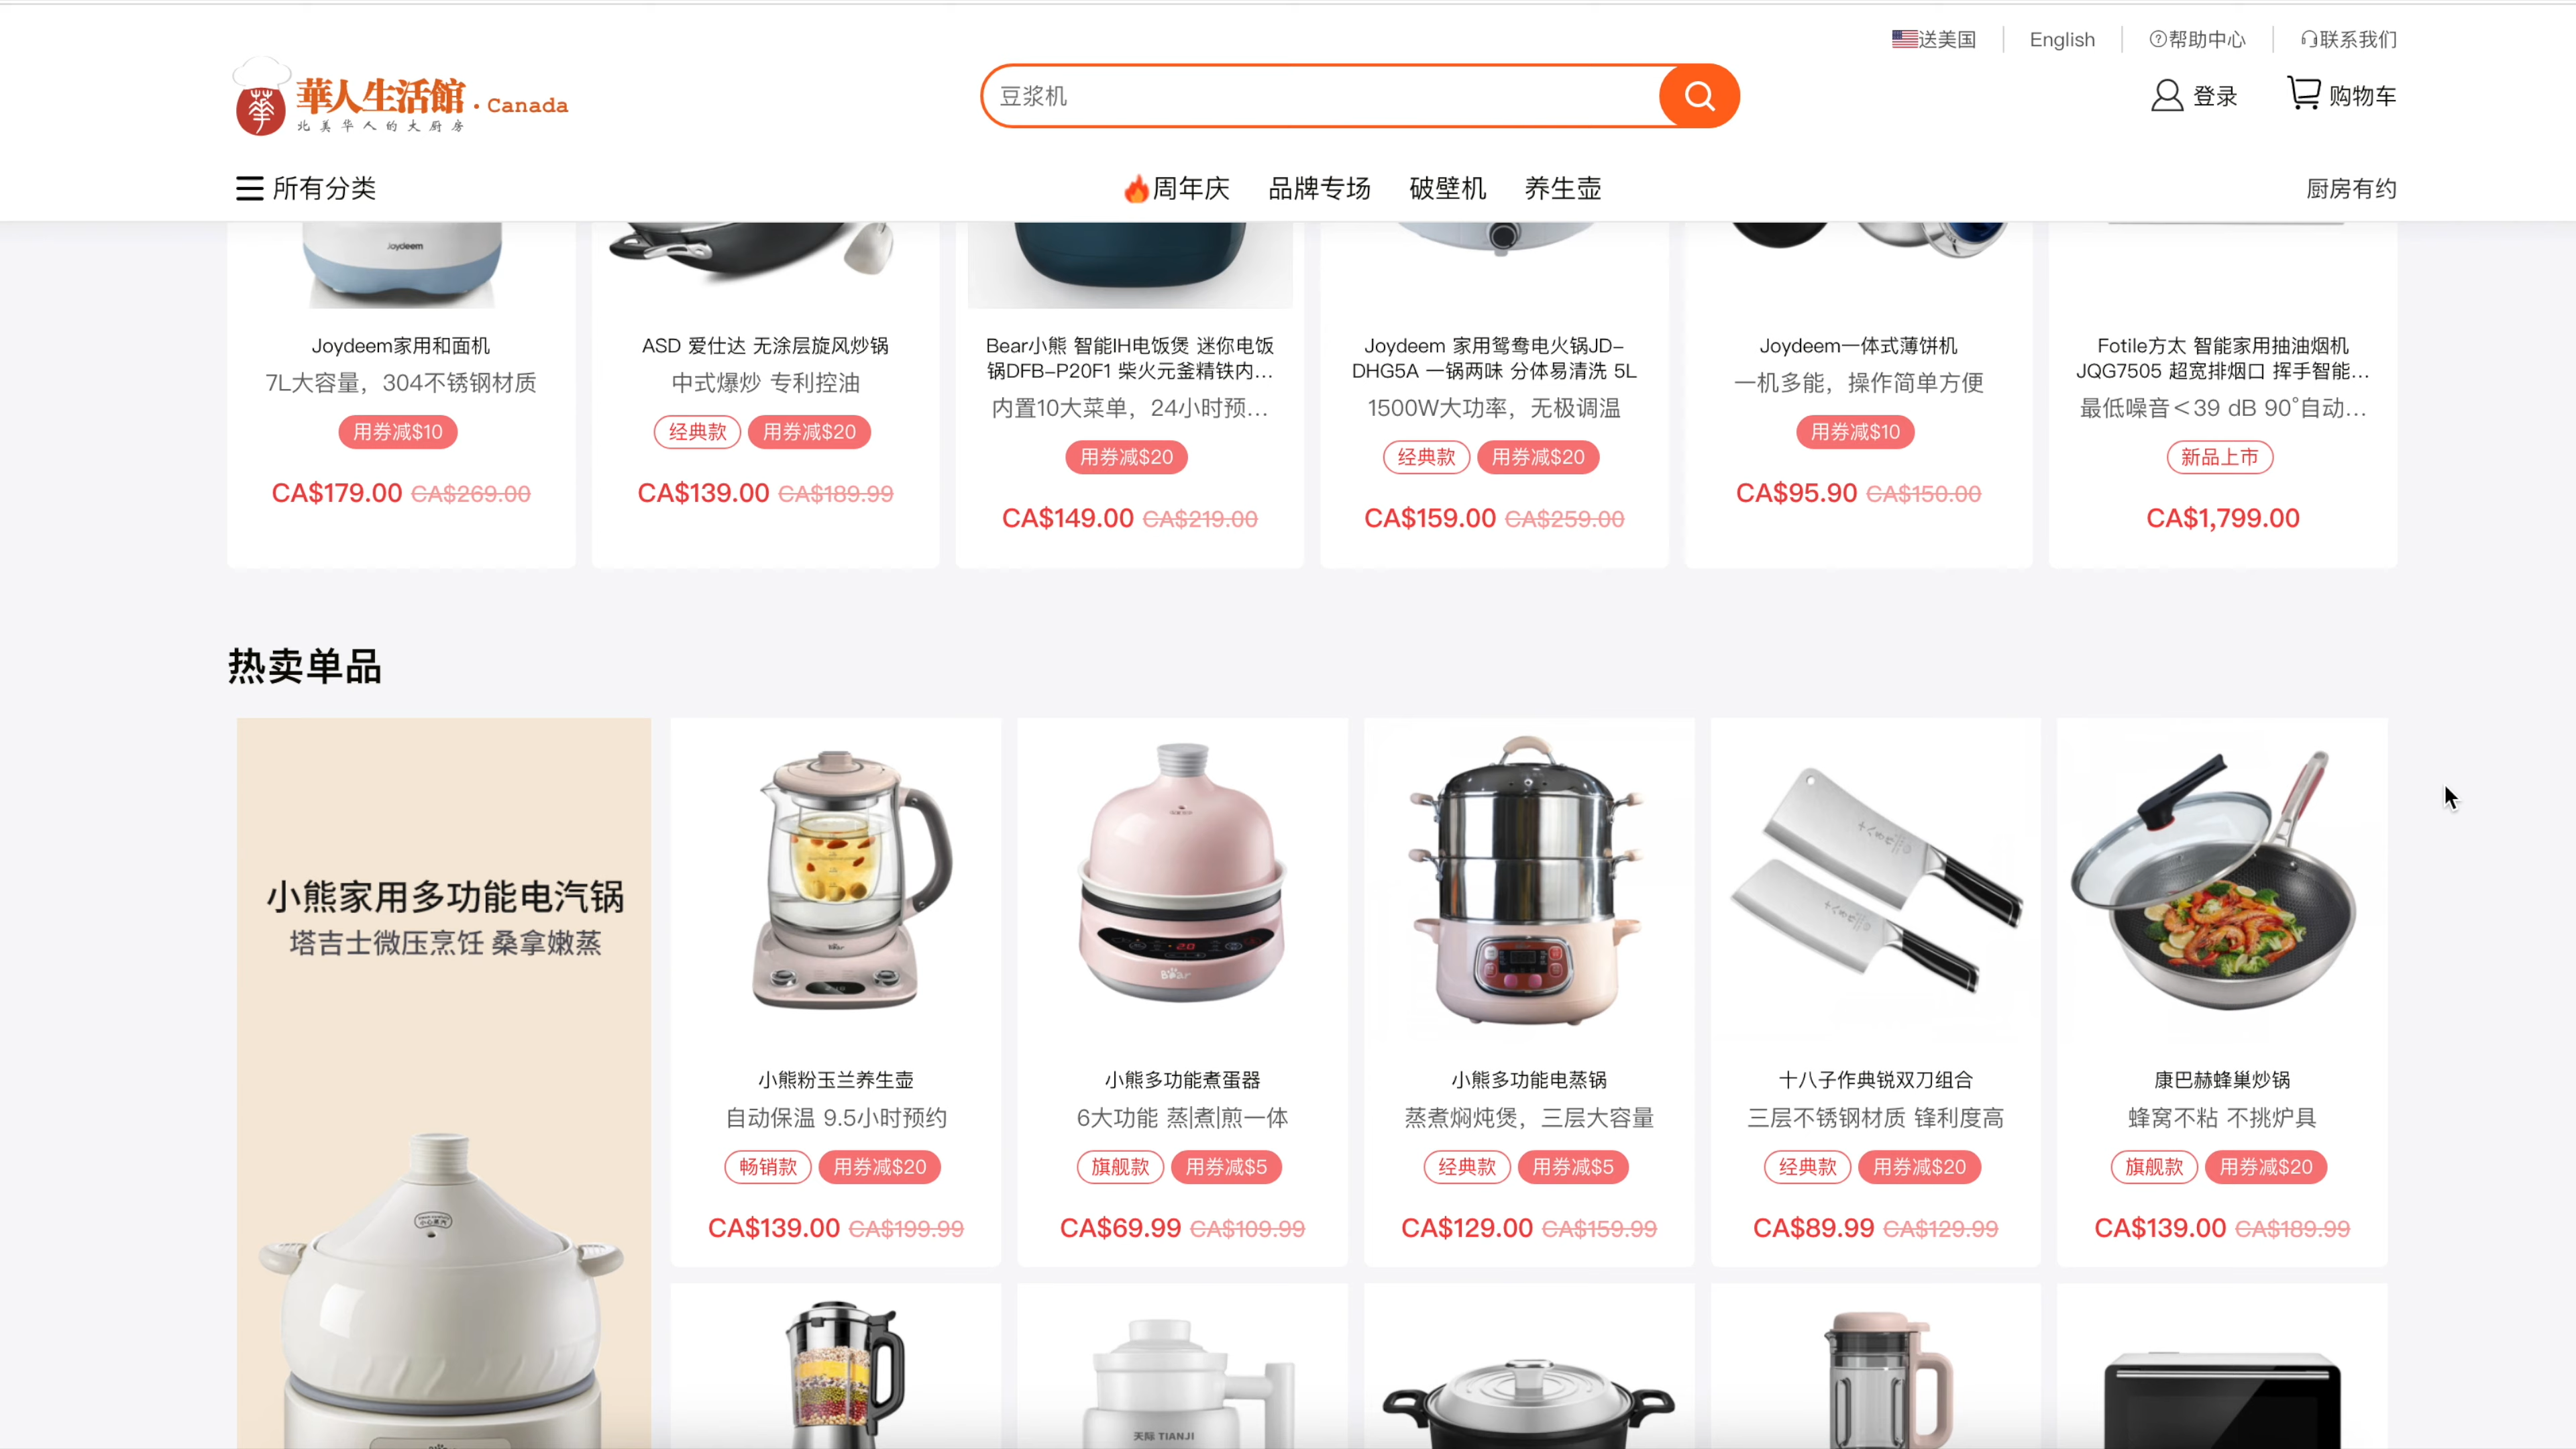 送美国
English
帮助中心
联系我们
華人生活館 · Canada
北美华人的大厨房
豆浆机
登录
购物车
所有分类
周年庆
品牌专场
破壁机
养生壶
厨房有约
Joydeem
Joydeem家用和面机
7L大容量，304不锈钢材质
用券减$10
CA$179.00 CA$269.00
ASD 爱仕达 无涂层旋风炒锅
中式爆炒 专利控油
经典款 用券减$20
CA$139.00 CA$189.99
Bear小熊 智能IH电饭煲 迷你电饭
锅DFB-P20F1 柴火元釜精铁内...
内置10大菜单，24小时预...
用券减$20
CA$149.00 CA$219.00
Joydeem 家用鸳鸯电火锅JD-
DHG5A 一锅两味 分体易清洗 5L
1500W大功率，无极调温
经典款 用券减$20
CA$159.00 CA$259.00
Joydeem一体式薄饼机
一机多能，操作简单方便
用券减$10
CA$95.90 CA$150.00
Fotile方太 智能家用抽油烟机
JQG7505 超宽排烟口 挥手智能...
最低噪音＜39 dB 90°自动...
新品上市
CA$1,799.00
热卖单品
小熊家用多功能电汽锅
塔吉士微压烹饪 桑拿嫩蒸
Bear
小熊粉玉兰养生壶
自动保温 9.5小时预约
畅销款 用券减$20
CA$139.00 CA$199.99
2.0
Bear
小熊多功能煮蛋器
6大功能 蒸|煮|煎一体
旗舰款 用券减$5
CA$69.99 CA$109.99
小熊多功能电蒸锅
蒸煮焖炖煲，三层大容量
经典款 用券减$5
CA$129.00 CA$159.99
十八子作
十八子作
十八子作典锐双刀组合
三层不锈钢材质 锋利度高
经典款 用券减$20
CA$89.99 CA$129.99
康巴赫蜂巢炒锅
蜂窝不粘 不挑炉具
旗舰款 用券减$20
CA$139.00 CA$189.99
天际 TIANJI